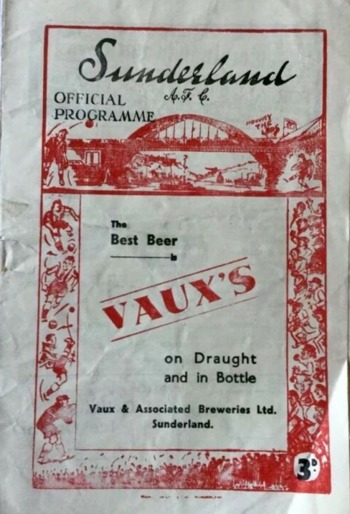 Sunderland
A.F.C.
OFFICIAL
PROGRAMME
The
Best Beer
is
VAUX'S
on Draught
and in Bottle
Vaux & Associated Breweries Ltd.
Sunderland.
3D